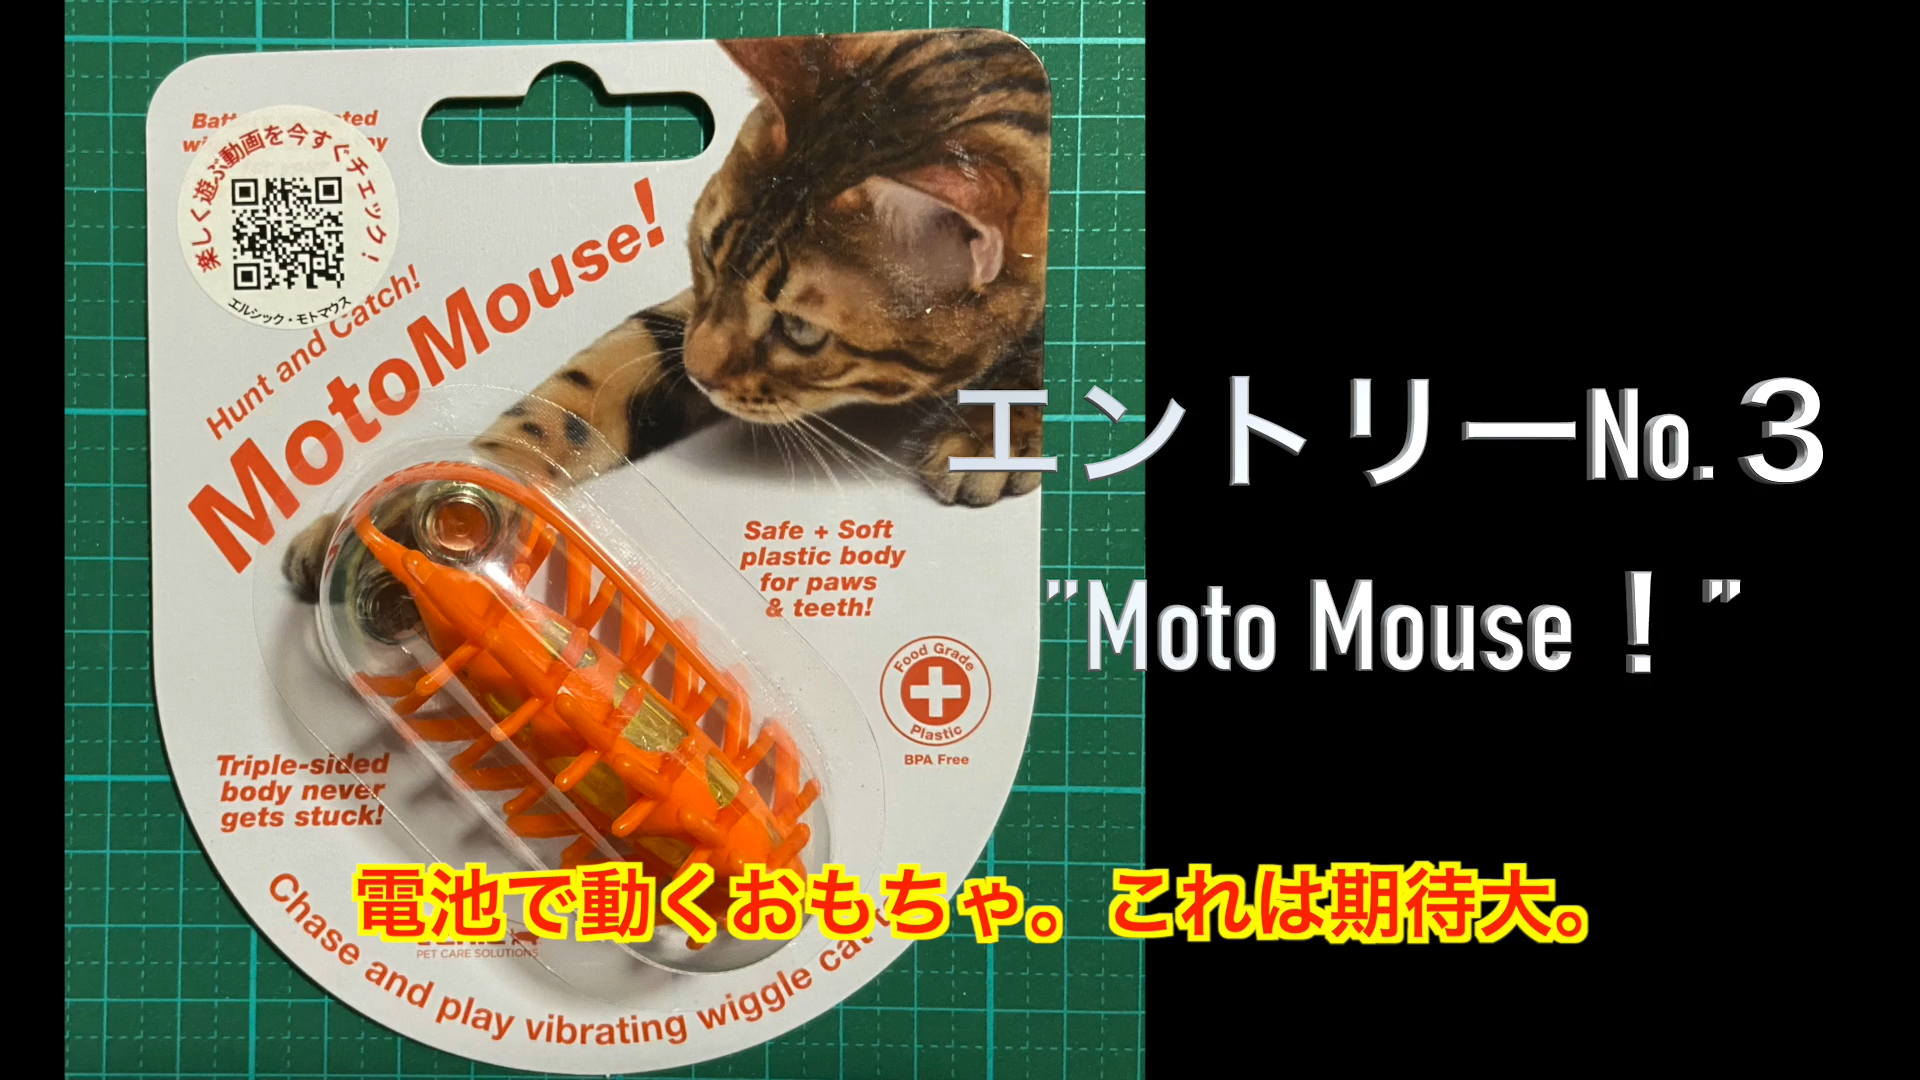 楽しく遊ぶ動画を今すぐチェック！
エルシック・モトマウス
Hunt and Catch!
MotoMouse!
Safe + Soft
plastic body
for paws
& teeth!
Food Grade
Plastic
BPA Free
Triple-sided
body never
gets stuck!
PET CARE SOLUTIONS
Chase and play vibrating wiggle cat
エントリーNo.３
”Moto Mouse！”
電池で動くおもちゃ。これは期待大。